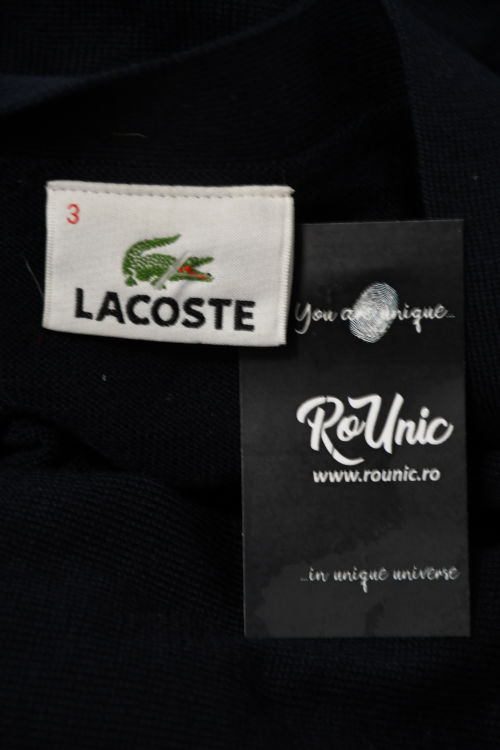 3
LACOSTE
You are unique..
RoUnic
www.rounic.ro
...in unique universe